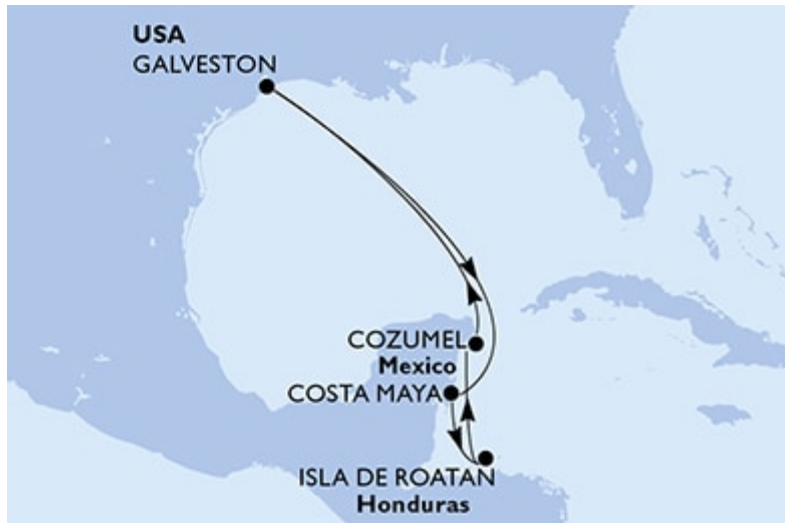 USA
GALVESTON
COZUMEL
Mexico
COSTA MAYA
ISLA DE ROATAN
Honduras